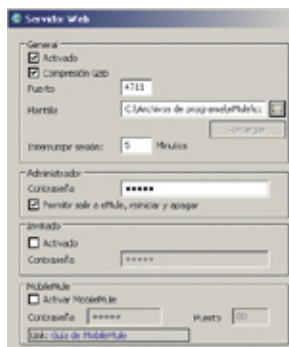 Servidor Web
General
Activado
Compresión Gzip
Puerto 4711
Plantilla C:\Archivos de programa\eMule\
Recargar
Interrumpir sesión: 5 Minutos
Administrador
Contraseña •••••
Permitir salir a eMule, reiniciar y apagar
Invitado
Activado
Contraseña •••••
MobileMule
Activar MobileMule
Contraseña ••••• Puerto 80
Link: Guía de MobileMule